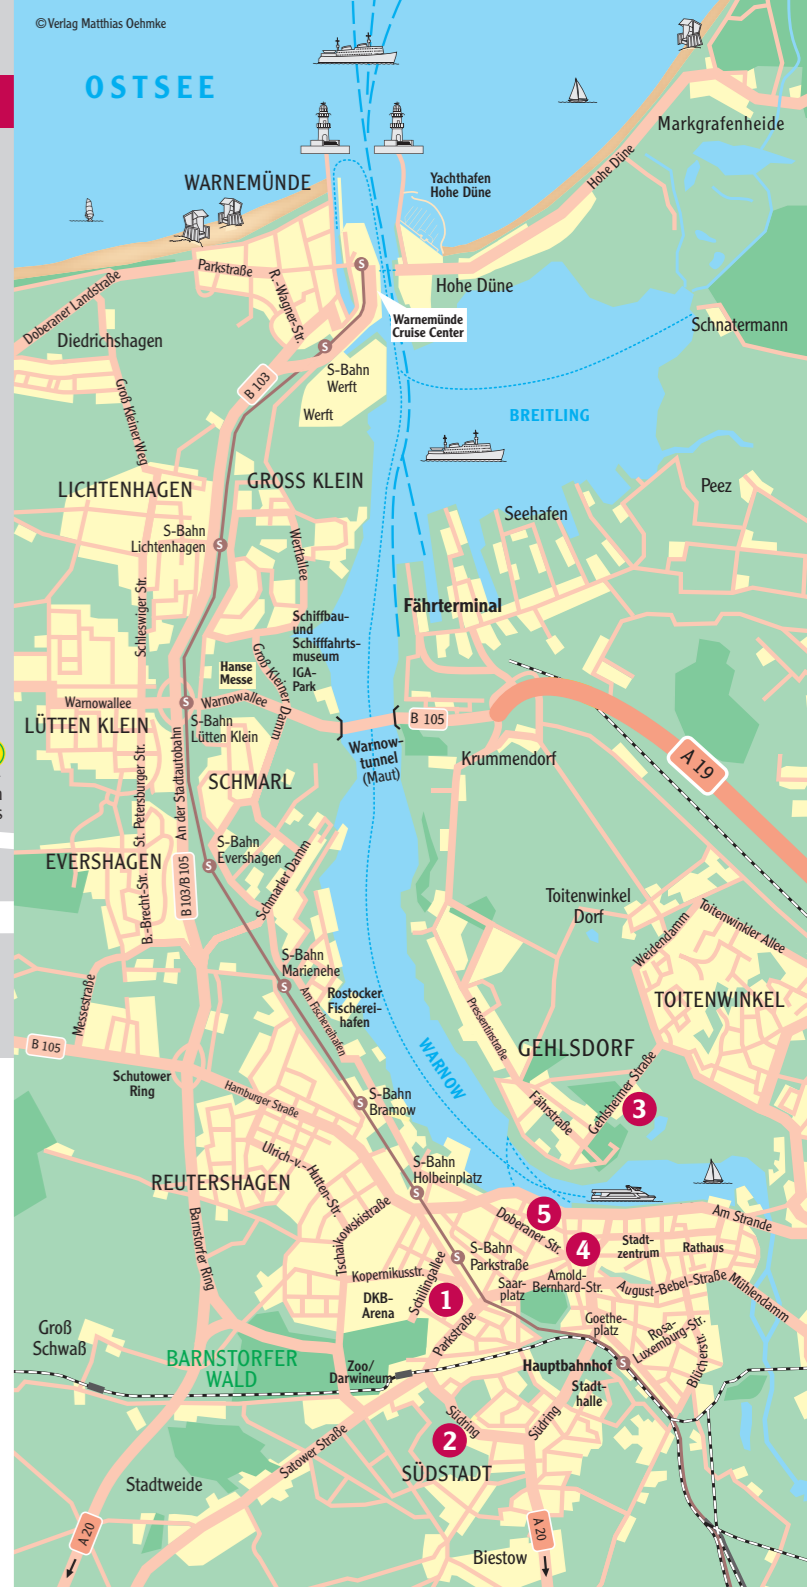 ©Verlag Matthias Oehmke
OSTSEE
Markgrafenheide
WARNEMÜNDE
Yachthafen
Hohe Düne
Hohe Düne
Parkstraße
S
R.-Wagner-Str.
Hohe Düne
Doberaner Landstraße
Warnemünde
Cruise Center
Schnatermann
Diedrichshagen
S
S-Bahn
Werft
B 103
Werft
Groß Kleiner Weg
BREITLING
LICHTENHAGEN
GROSS KLEIN
Peez
Seehafen
S-Bahn
Lichtenhagen
S
Werftallee
Schleswiger Str.
Fährterminal
Schiffbau-
und
Schifffahrts-
museum
IGA-
Park
Hanse
Messe
Groß Kleiner Damm
Warnowallee
S
Warnowallee
B 105
LÜTTEN KLEIN
S-Bahn
Lütten Klein
Warnow-
tunnel
(Maut)
Krummendorf
A 19
An der Stadtautobahn
St. Petersburger Str.
SCHMARL
EVERSHAGEN
S-Bahn
Evershagen
S
B 103/B 105
B.-Brecht-Str.
Schmarler Damm
Toitenwinkel
Dorf
Weidendamm
Toitenwinkler Allee
S-Bahn
Marienehe
S
Am Fischereihafen
Rostocker
Fischerei-
hafen
Messestraße
TOITENWINKEL
Pressentinstraße
B 105
GEHLSDORF
WARNOW
Schutower
Ring
Hamburger Straße
S
S-Bahn
Bramow
Fährstraße
Gehlsheimer Straße
3
Ulrich-v.-Hutten-Str.
REUTERSHAGEN
S-Bahn
Holbeinplatz
S
Barnstorfer Ring
Tschaikowskistraße
5
Doberaner Str.
4
Am Strande
Stadt-
zentrum
Rathaus
S
S-Bahn
Parkstraße
Kopernikusstr.
Schillingallee
Saar-
platz
Arnold-
Bernhard-Str.
August-Bebel-Straße
Mühlendamm
DKB-
Arena
1
Groß
Schwaß
Parkstraße
Goethe-
platz
Rosa-
Luxemburg-Str.
Blücherstr.
BARNSTORFER
WALD
Zoo/
Darwineum
Hauptbahnhof
S
Stadt-
halle
Südring
Südring
2
Satower Straße
SÜDSTADT
Stadtweide
A 20
A 20
Biestow